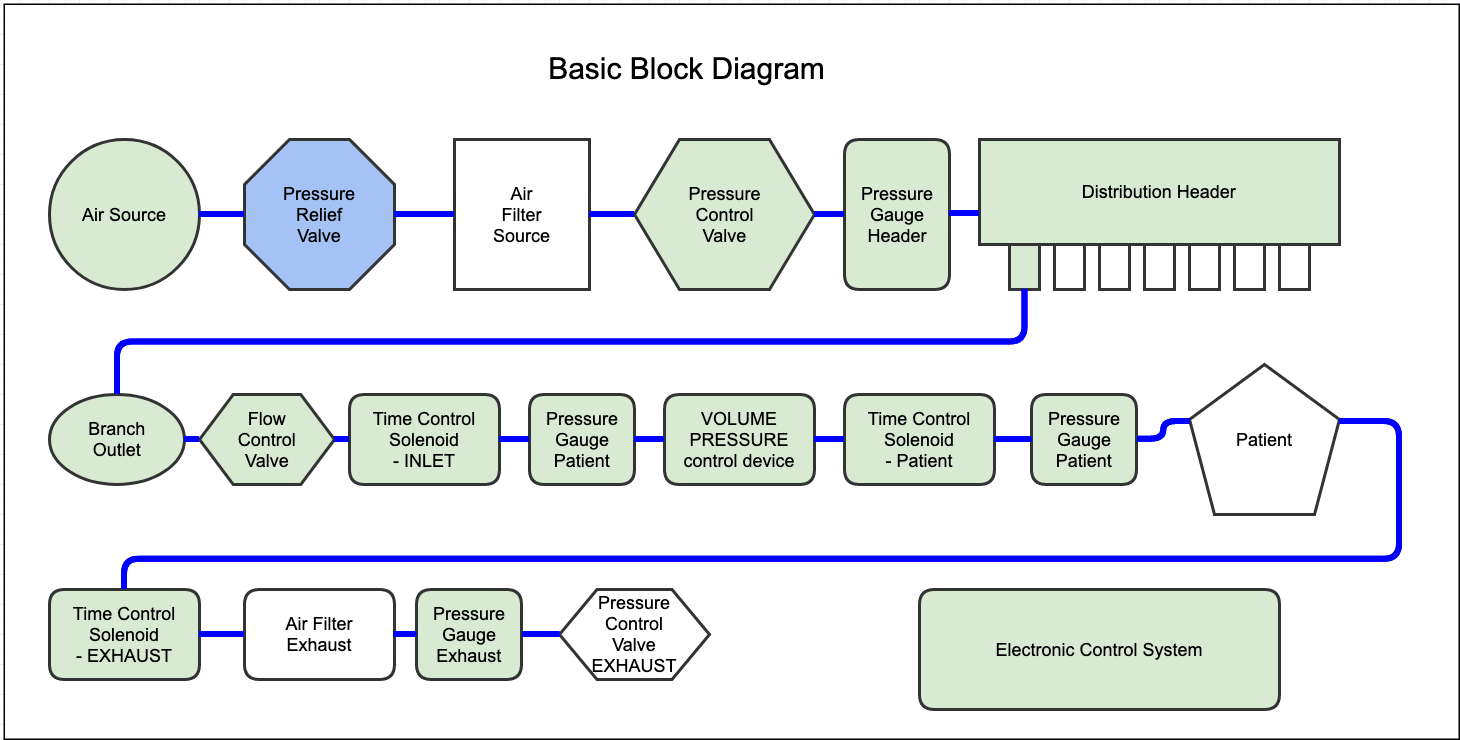 Basic Block Diagram
Air Source
Pressure
Relief
Valve
Air
Filter
Source
Pressure
Control
Valve
Pressure
Gauge
Header
Distribution Header
Branch
Outlet
Flow
Control
Valve
Time Control
Solenoid
- INLET
Pressure
Gauge
Patient
VOLUME
PRESSURE
control device
Time Control
Solenoid
- Patient
Pressure
Gauge
Patient
Patient
Time Control
Solenoid
- EXHAUST
Air Filter
Exhaust
Pressure
Gauge
Exhaust
Pressure
Control
Valve
EXHAUST
Electronic Control System